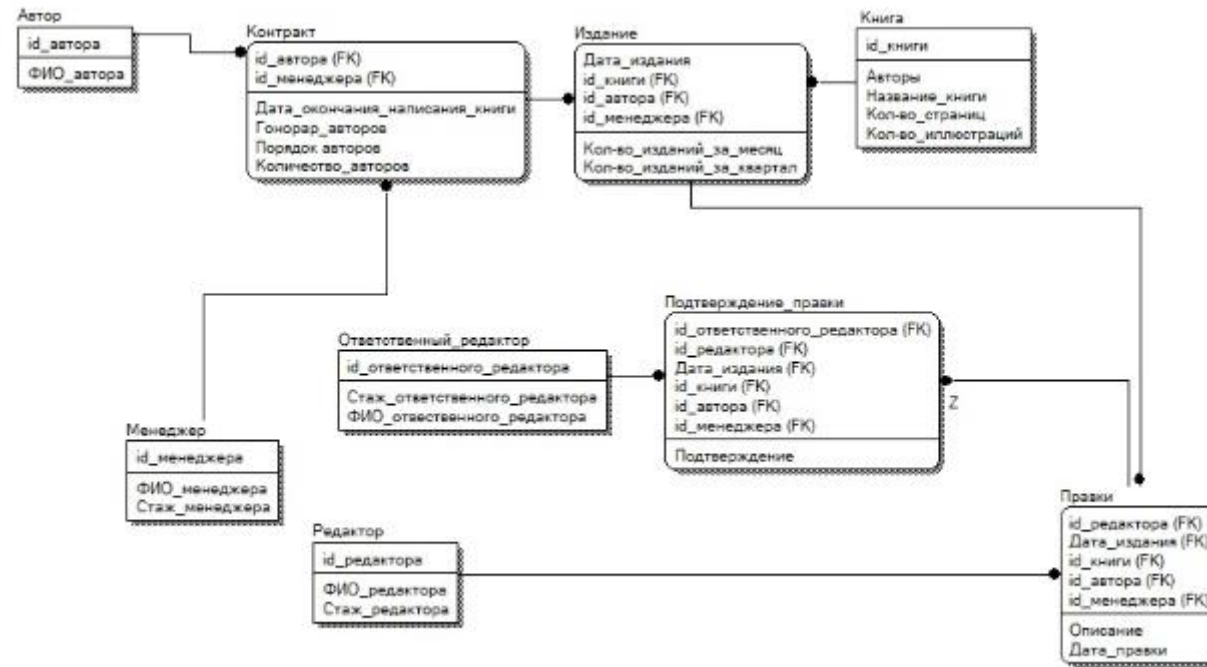 Автор
id_автора
ФИО_автора
Контракт
id_автора (FK)
id_менеджера (FK)
Дата_окончания_написания_книги
Гонорар_авторов
Порядок авторов
Количество_авторов
Издание
Дата_издания
id_книги (FK)
id_автора (FK)
id_менеджера (FK)
Кол-во_изданий_за_месяц
Кол-во_изданий_за_квартал
Книга
id_книги
Авторы
Название_книги
Кол-во_страниц
Кол-во_иллюстраций
Ответственный_редактор
id_ответственного_редактора
Стаж_ответственного_редактора
ФИО_отвественного_редактора
Подтверждение_правки
id_ответственного_редактора (FK)
id_редактора (FK)
Дата_издания (FK)
id_книги (FK)
id_автора (FK)
id_менеджера (FK)
Подтверждение
Z
Менеджер
id_менеджера
ФИО_менеджера
Стаж_менеджера
Редактор
id_редактора
ФИО_редактора
Стаж_редактора
Правки
id_редактора (FK)
Дата_издания (FK)
id_книги (FK)
id_автора (FK)
id_менеджера (FK)
Описание
Дата_правки